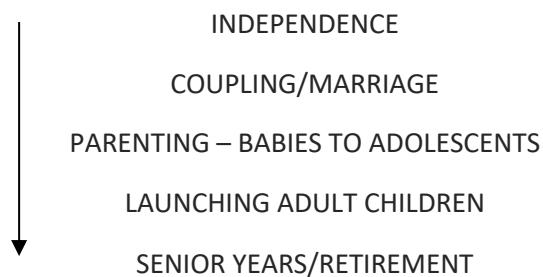 INDEPENDENCE
COUPLING/MARRIAGE
PARENTING – BABIES TO ADOLESCENTS
LAUNCHING ADULT CHILDREN
SENIOR YEARS/RETIREMENT